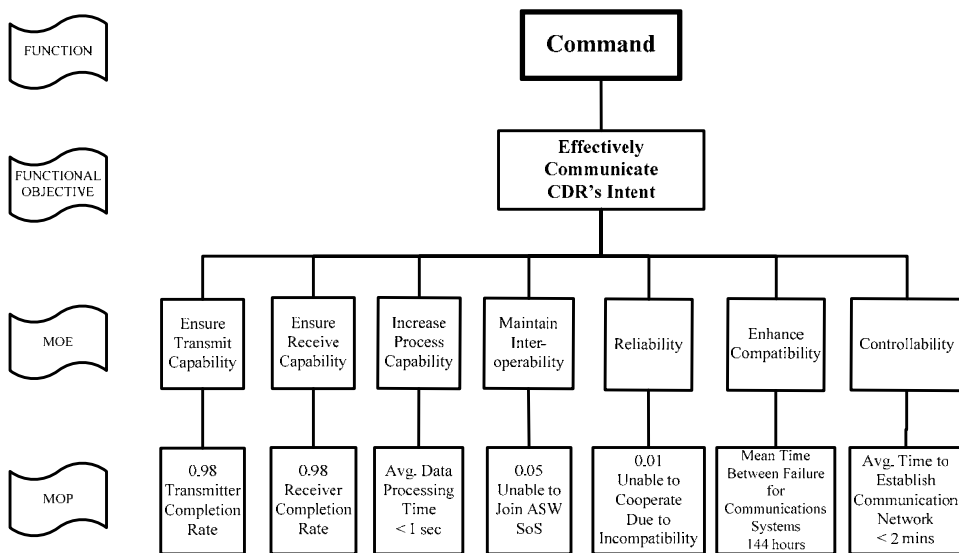 FUNCTION
Command
FUNCTIONAL
OBJECTIVE
Effectively
Communicate
CDR's Intent
MOE
Ensure
Transmit
Capability
Ensure
Receive
Capability
Increase
Process
Capability
Maintain
Inter-
operability
Reliability
Enhance
Compatibility
Controllability
MOP
0.98
Transmitter
Completion
Rate
0.98
Receiver
Completion
Rate
Avg. Data
Processing
Time
< 1 sec
0.05
Unable to
Join ASW
SoS
0.01
Unable to
Cooperate
Due to
Incompatibility
Mean Time
Between Failure
for
Communications
Systems
144 hours
Avg. Time to
Establish
Communication
Network
< 2 mins